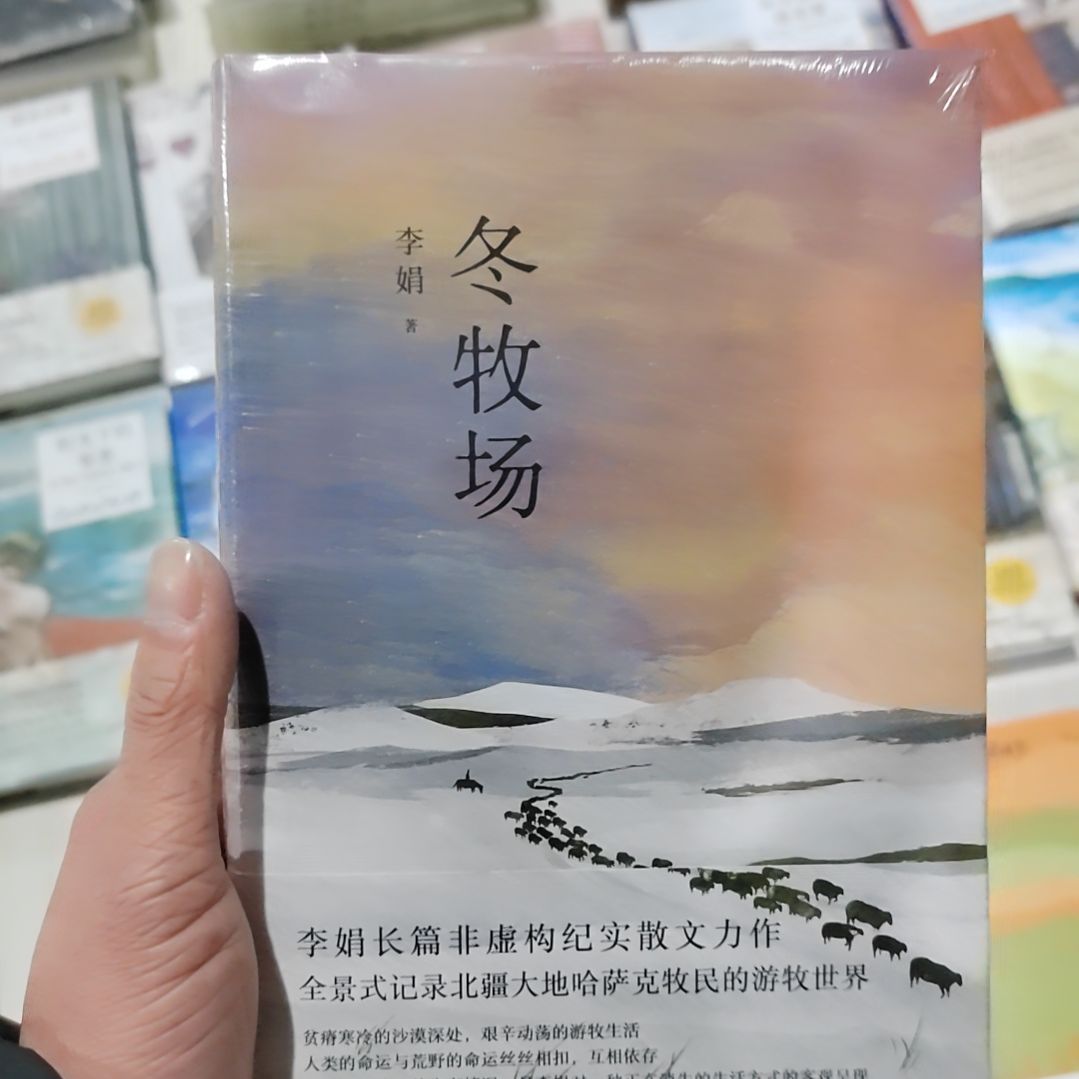 冬牧场
李娟 著
李娟长篇非虚构纪实散文力作
全景式记录北疆大地哈萨克牧民的游牧世界
贫瘠寒冷的沙漠深处，艰辛动荡的游牧生活
人类的命运与荒野的命运丝丝相扣，互相依存